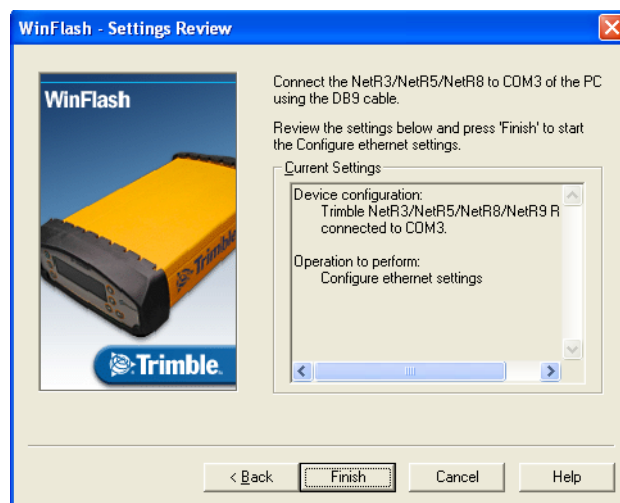 WinFlash - Settings Review
WinFlash
Trimble
Trimble.
Connect the NetR3/NetR5/NetR8 to COM3 of the PC
using the DB9 cable.
Review the settings below and press 'Finish' to start
the Configure ethernet settings.
Current Settings
Device configuration:
Trimble NetR3/NetR5/NetR8/NetR9 R
connected to COM3.
Operation to perform:
Configure ethernet settings
< Back
Finish
Cancel
Help